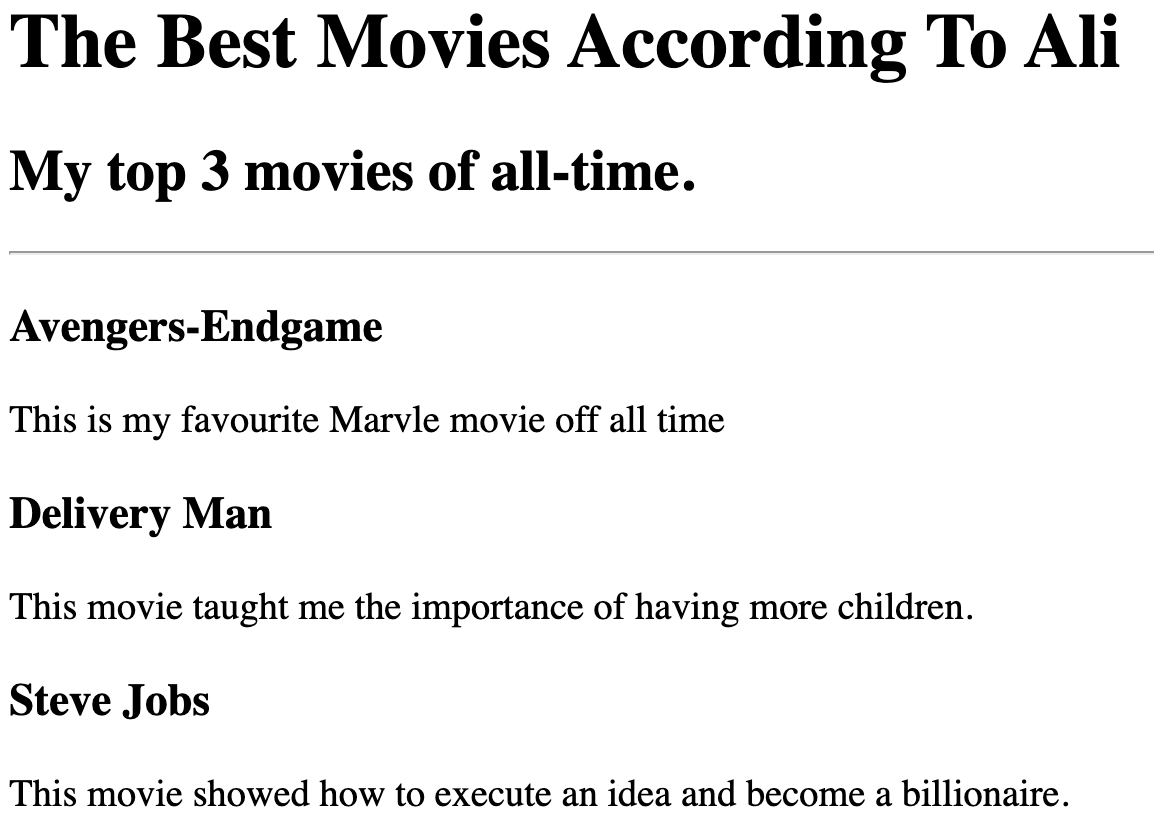 The Best Movies According To Ali
My top 3 movies of all-time.
Avengers-Endgame
This is my favourite Marvle movie off all time
Delivery Man
This movie taught me the importance of having more children.
Steve Jobs
This movie showed how to execute an idea and become a billionaire.